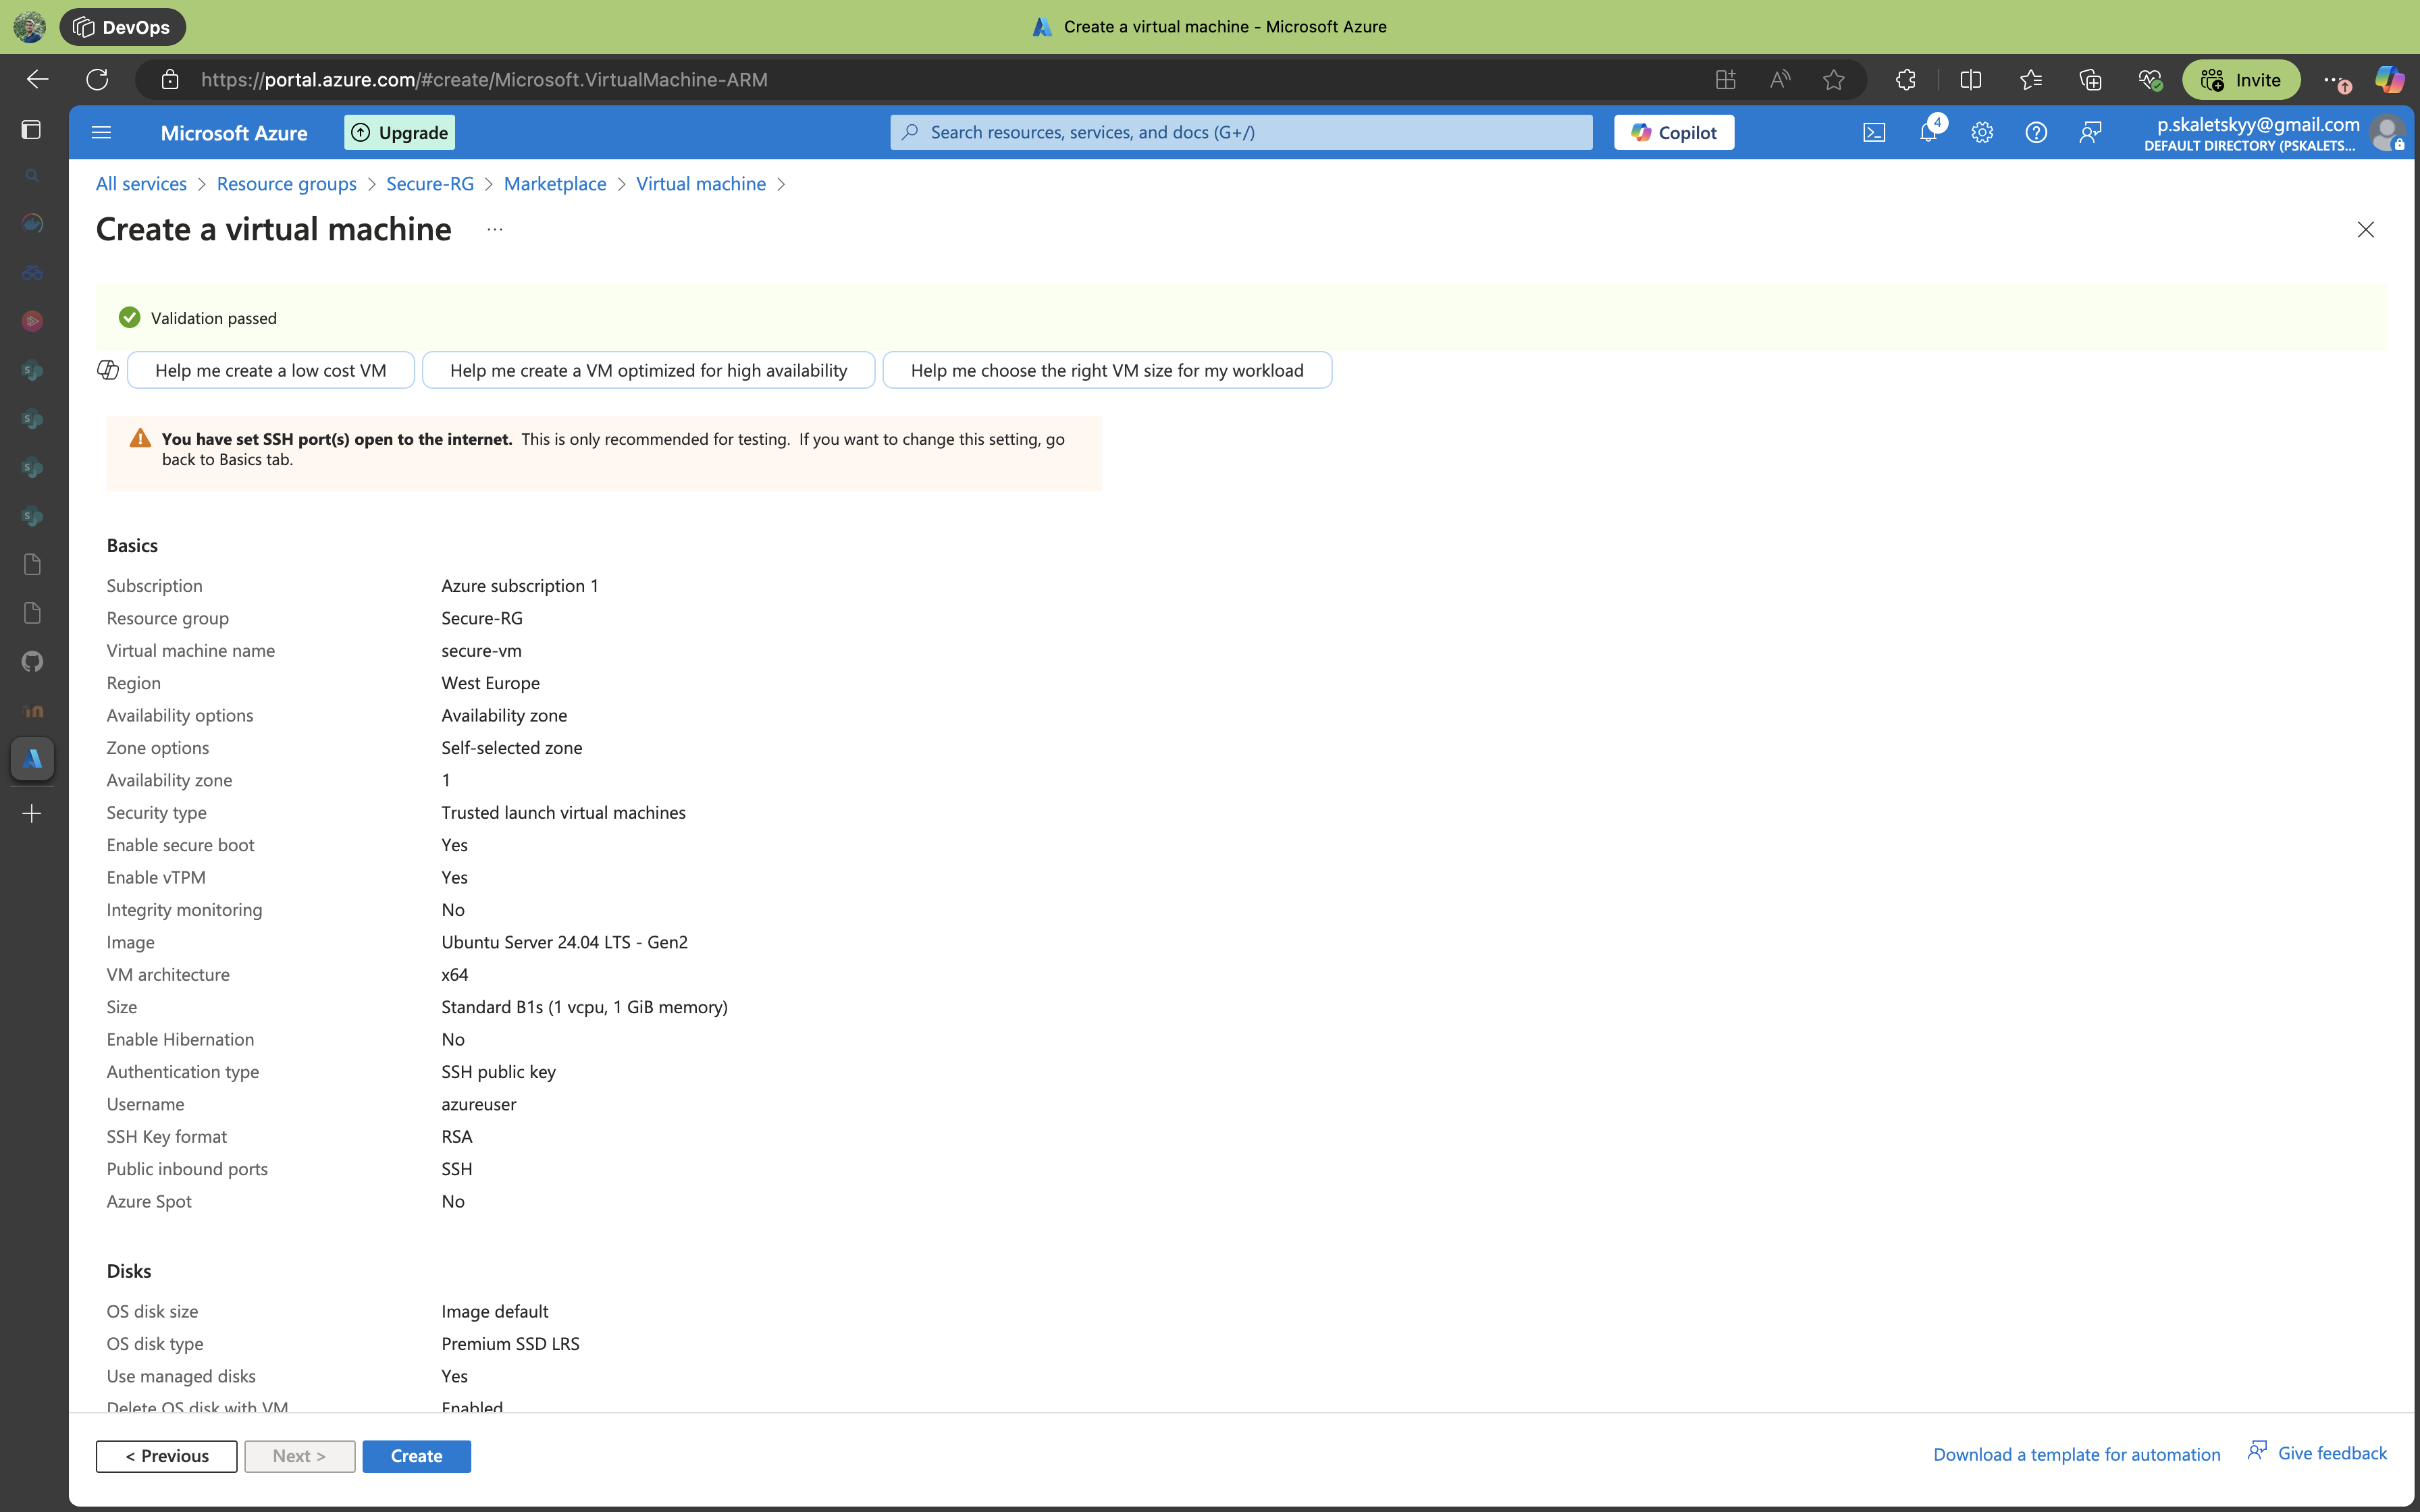 DevOps
Create a virtual machine - Microsoft Azure
https://portal.azure.com/#create/Microsoft.VirtualMachine-ARM
Invite
Microsoft Azure
Upgrade
Search resources, services, and docs (G+/)
Copilot
4
p.skaletskyy@gmail.com
DEFAULT DIRECTORY (PSKALETS...
All services > Resource groups > Secure-RG > Marketplace > Virtual machine >
Create a virtual machine ...
Validation passed
Help me create a low cost VM
Help me create a VM optimized for high availability
Help me choose the right VM size for my workload
You have set SSH port(s) open to the internet. This is only recommended for testing. If you want to change this setting, go
back to Basics tab.
Basics
Subscription Azure subscription 1
Resource group Secure-RG
Virtual machine name secure-vm
Region West Europe
Availability options Availability zone
Zone options Self-selected zone
Availability zone 1
Security type Trusted launch virtual machines
Enable secure boot Yes
Enable vTPM Yes
Integrity monitoring No
Image Ubuntu Server 24.04 LTS - Gen2
VM architecture x64
Size Standard B1s (1 vcpu, 1 GiB memory)
Enable Hibernation No
Authentication type SSH public key
Username azureuser
SSH Key format RSA
Public inbound ports SSH
Azure Spot No
Disks
OS disk size Image default
OS disk type Premium SSD LRS
Use managed disks Yes
Delete OS disk with VM Enabled
< Previous
Next >
Create
Download a template for automation
Give feedback